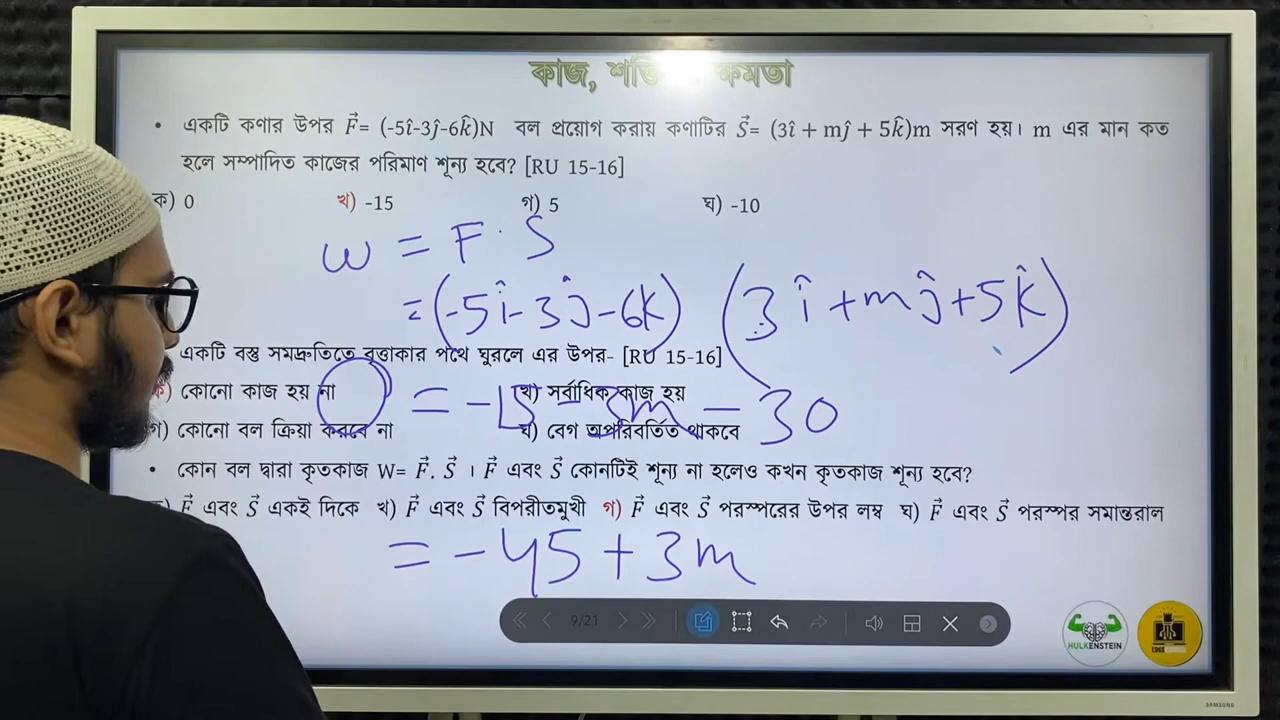 কাজ, শক্তি ক্ষমতা
• একটি কণার উপর F⃗= (-5î-3ĵ-6k̂)N বল প্রয়োগ করায় কণাটির S⃗= (3î + mĵ + 5k̂)m সরণ হয়। m এর মান কত
হলে সম্পাদিত কাজের পরিমাণ শূন্য হবে? [RU 15-16]
ক) 0 খ) -15 গ) 5 ঘ) -10
W = F · S
= (-5î-3ĵ-6k) (3î + mĵ + 5k̂)
একটি বস্তু সমদ্রুতিতে বৃত্তাকার পথে ঘুরলে এর উপর- [RU 15-16]
ক) কোনো কাজ হয় না খ) সর্বাধিক কাজ হয়
= -15 - 3m - 30
গ) কোনো বল ক্রিয়া করবে না ঘ) বেগ অপরিবর্তিত থাকবে
• কোন বল দ্বারা কৃতকাজ W= F⃗. S⃗ । F⃗ এবং S⃗ কোনটিই শূন্য না হলেও কখন কৃতকাজ শূন্য হবে?
F⃗ এবং S⃗ একই দিকে খ) F⃗ এবং S⃗ বিপরীতমুখী গ) F⃗ এবং S⃗ পরস্পরের উপর লম্ব ঘ) F⃗ এবং S⃗ পরস্পর সমান্তরাল
= -45 + 3m
9/21
HULKENSTEIN
SAMSUNG